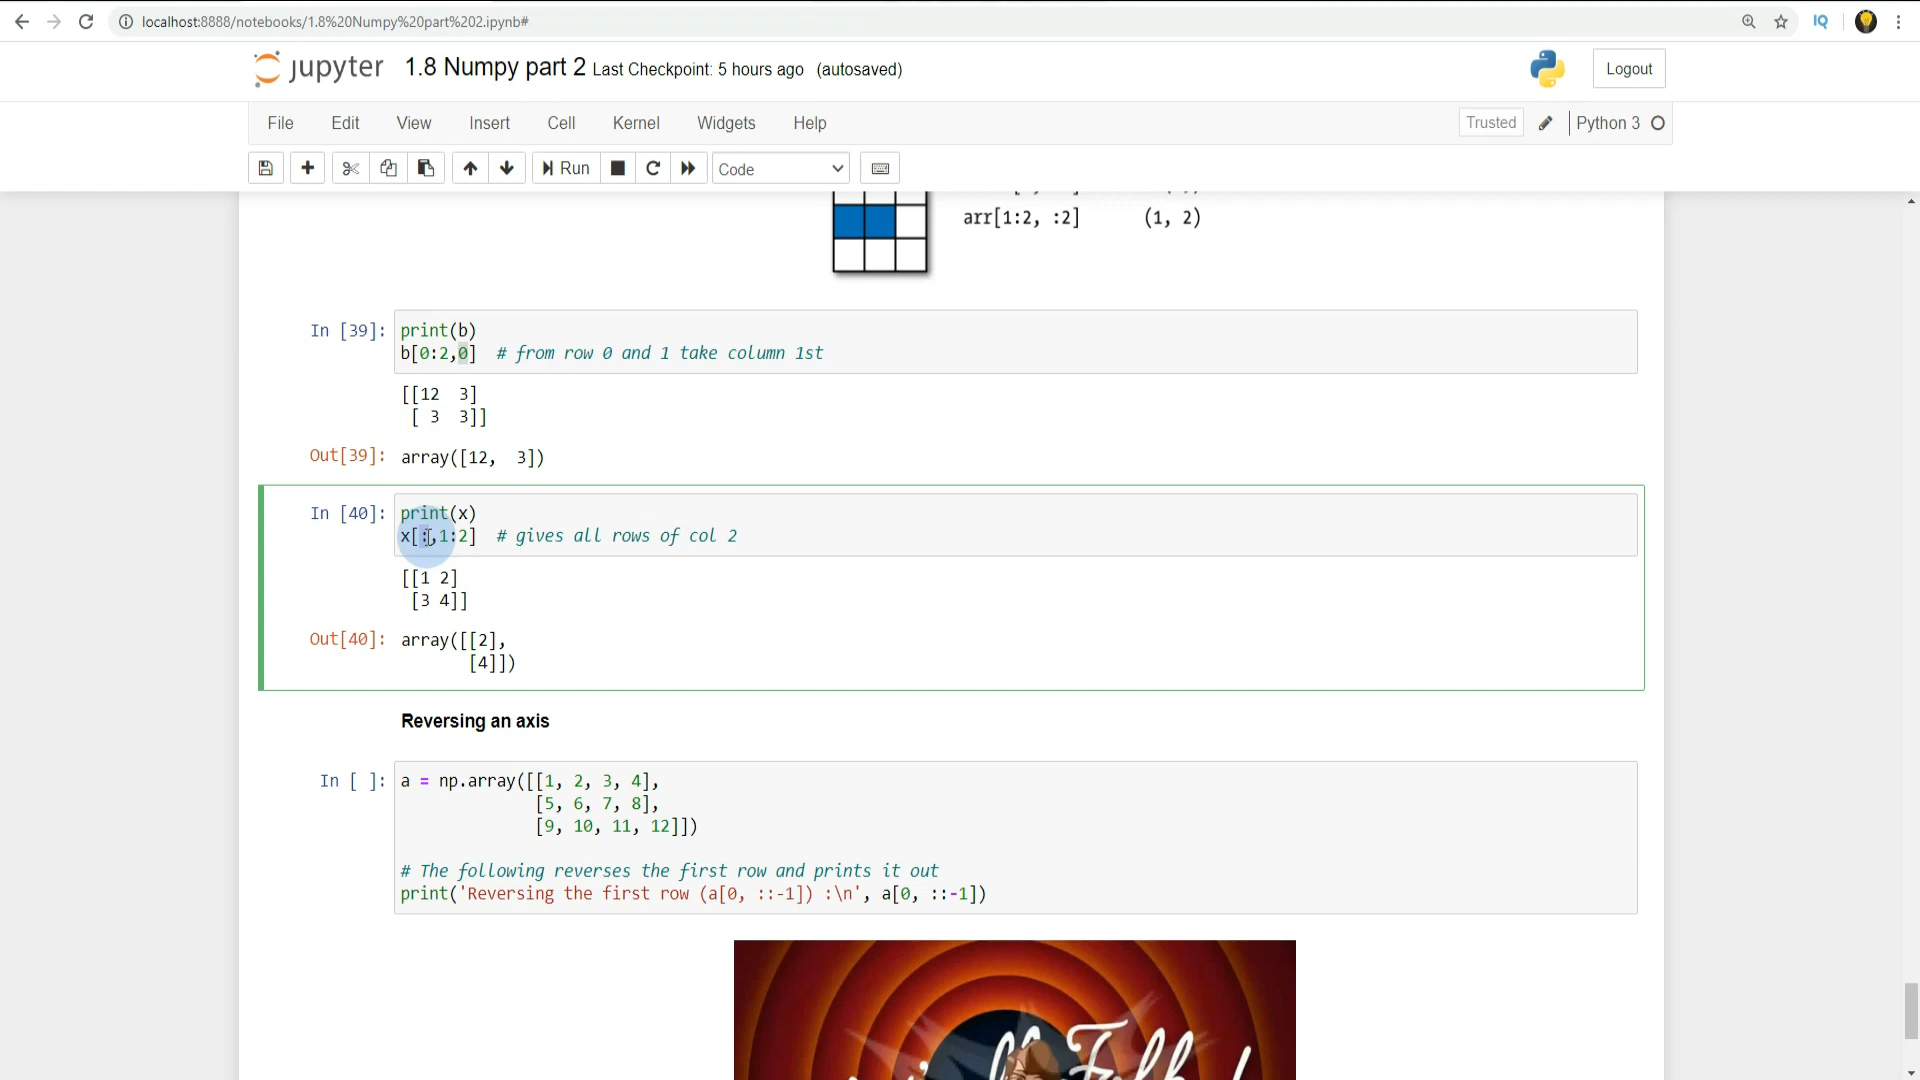 localhost:8888/notebooks/1.8%20Numpy%20part%202.ipynb#
IQ
jupyter 1.8 Numpy part 2 Last Checkpoint: 5 hours ago (autosaved)
Logout
File Edit View Insert Cell Kernel Widgets Help
Trusted Python 3
Run Code
arr[1:2, :2] (1, 2)
In [39]: print(b)
b[0:2,0] # from row 0 and 1 take column 1st
[[12 3]
[ 3 3]]
Out[39]: array([12, 3])
In [40]: print(x)
x[:,1:2] # gives all rows of col 2
[[1 2]
[3 4]]
Out[40]: array([[2],
[4]])
Reversing an axis
In [ ]: a = np.array([[1, 2, 3, 4],
[5, 6, 7, 8],
[9, 10, 11, 12]])
# The following reverses the first row and prints it out
print('Reversing the first row (a[0, ::-1]) :\n', a[0, ::-1])